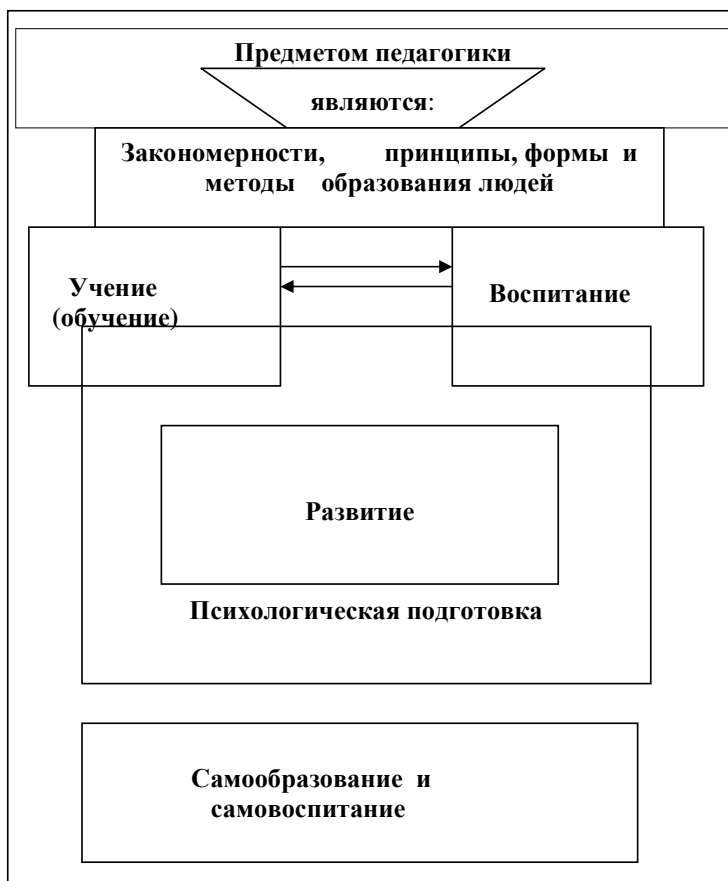 Предметом педагогики
являются:
Закономерности, принципы, формы и
методы образования людей
Учение
(обучение)
Воспитание
Развитие
Психологическая подготовка
Самообразование и
самовоспитание